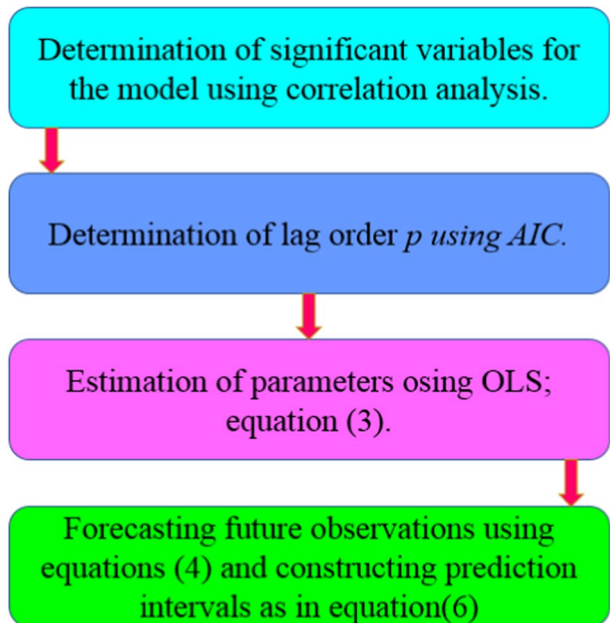 Determination of significant variables for
the model using correlation analysis.
Determination of lag order p using AIC.
Estimation of parameters osing OLS;
equation (3).
Forecasting future observations using
equations (4) and constructing prediction
intervals as in equation(6)